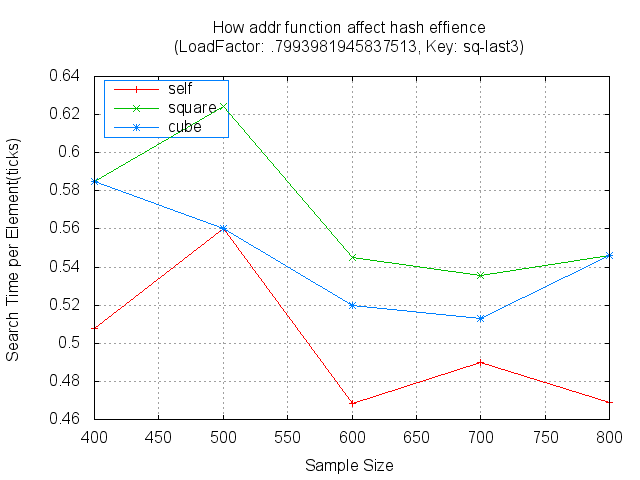 How addr function affect hash effience
(LoadFactor: .7993981945837513, Key: sq-last3)
self
square
cube
0.64
0.62
0.6
0.58
0.56
0.54
0.52
0.5
0.48
0.46
Search Time per Element(ticks)
400 450 500 550 600 650 700 750 800
Sample Size